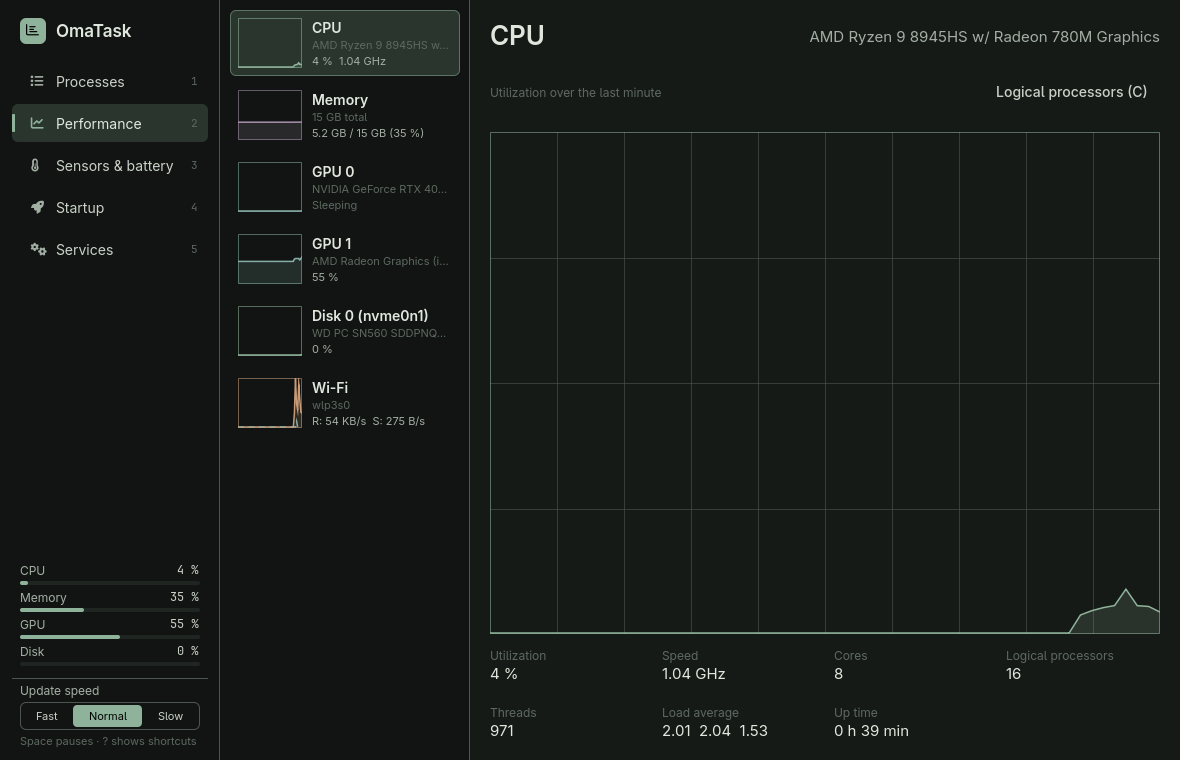 OmaTask
Processes 1
Performance 2
Sensors & battery 3
Startup 4
Services 5
CPU 4 %
Memory 35 %
GPU 55 %
Disk 0 %
Update speed
Fast Normal Slow
Space pauses · ? shows shortcuts
CPU
AMD Ryzen 9 8945HS w...
4 % 1.04 GHz
Memory
15 GB total
5.2 GB / 15 GB (35 %)
GPU 0
NVIDIA GeForce RTX 40...
Sleeping
GPU 1
AMD Radeon Graphics (i...
55 %
Disk 0 (nvme0n1)
WD PC SN560 SDDPNQ...
0 %
Wi-Fi
wlp3s0
R: 54 KB/s S: 275 B/s
CPU
AMD Ryzen 9 8945HS w/ Radeon 780M Graphics
Utilization over the last minute
Logical processors (C)
Utilization Speed Cores Logical processors
4 % 1.04 GHz 8 16
Threads Load average Up time
971 2.01 2.04 1.53 0 h 39 min